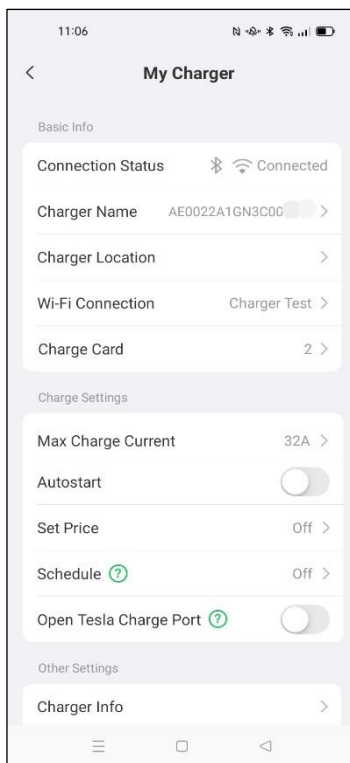 11:06
My Charger
Basic Info
Connection Status Connected
Charger Name AE0022A1GN3C00
Charger Location
Wi-Fi Connection Charger Test
Charge Card 2
Charge Settings
Max Charge Current 32A
Autostart
Set Price Off
Schedule ? Off
Open Tesla Charge Port ?
Other Settings
Charger Info